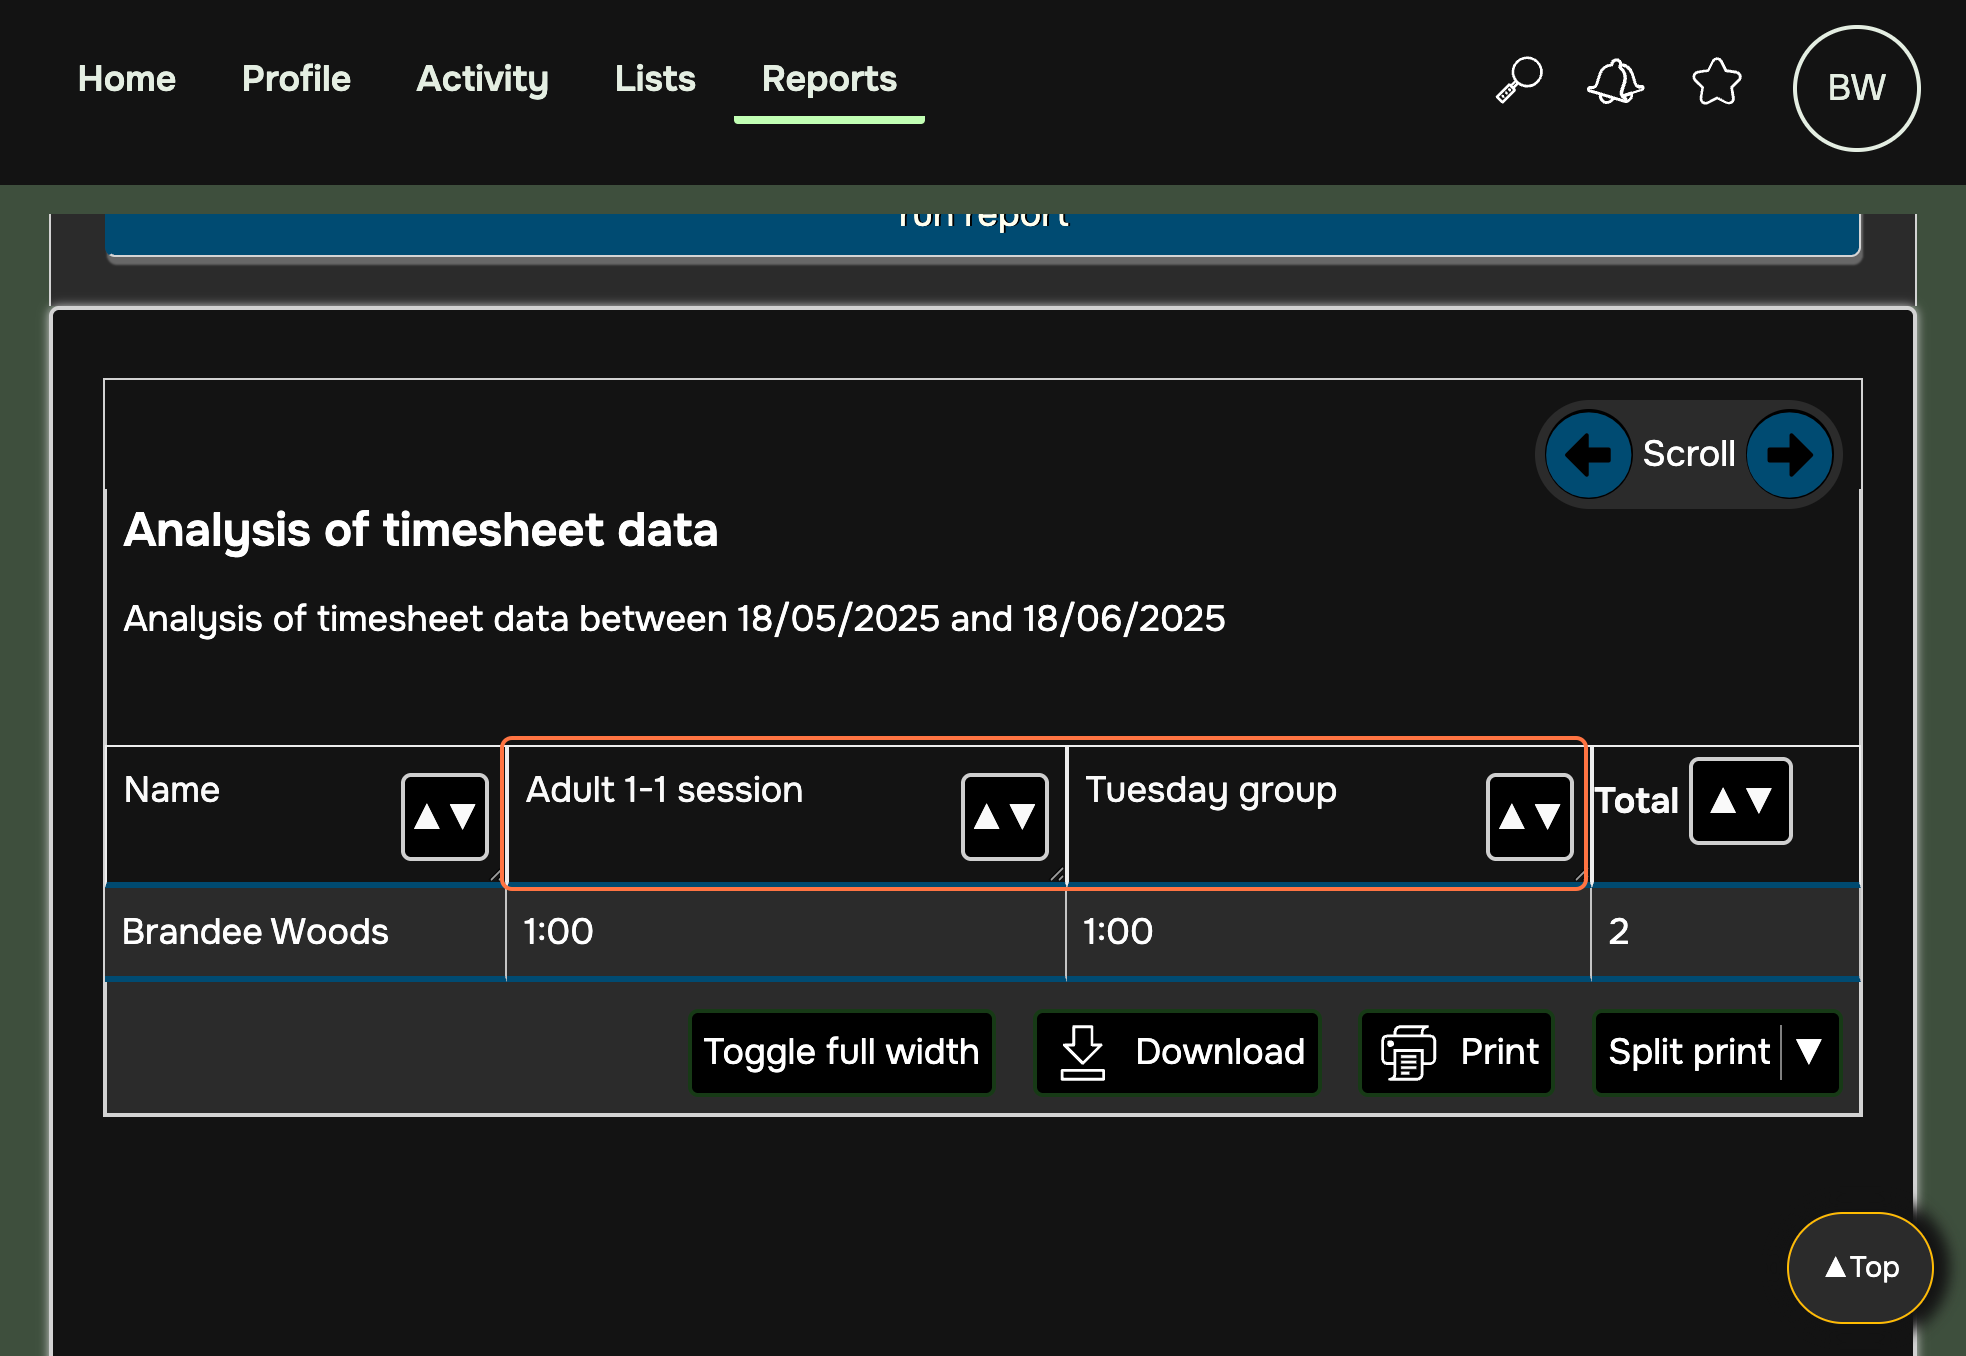 Home Profile Activity Lists Reports BW
run report
Scroll
Analysis of timesheet data
Analysis of timesheet data between 18/05/2025 and 18/06/2025
Name ▲▼ Adult 1-1 session ▲▼ Tuesday group ▲▼ Total ▲▼
Brandee Woods 1:00 1:00 2
Toggle full width Download Print Split print ▼
▲Top